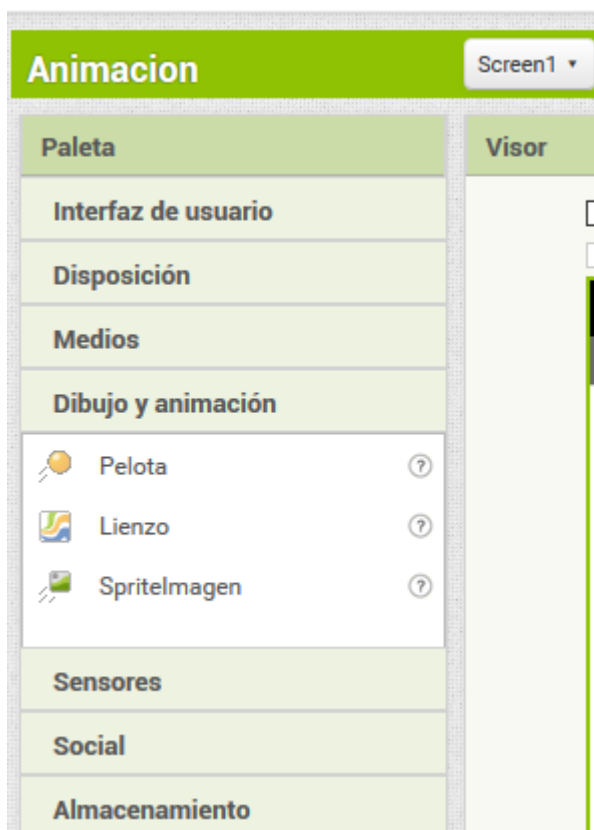 Animacion
Screen1
Paleta
Visor
Interfaz de usuario
Disposición
Medios
Dibujo y animación
Pelota ?
Lienzo ?
SpriteImagen ?
Sensores
Social
Almacenamiento